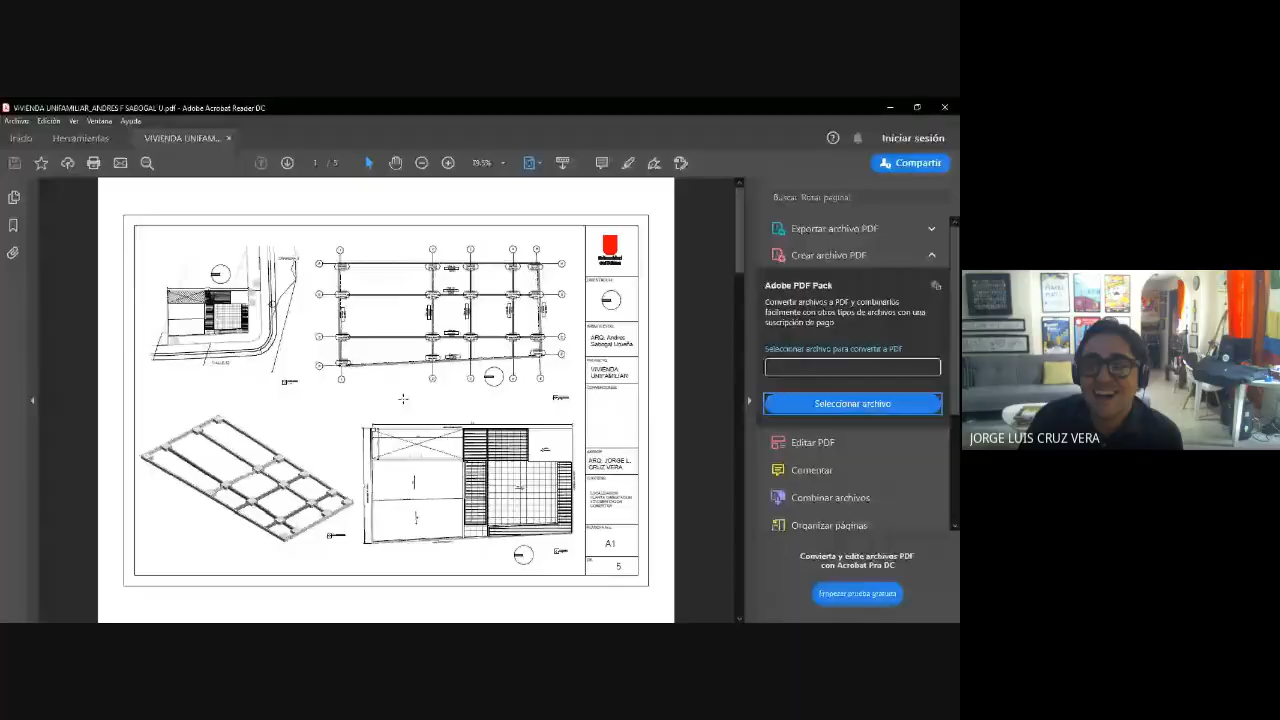 VIVIENDA UNIFAMILIAR_ANDRES F SABOGAL U.pdf - Adobe Acrobat Reader DC
Archivo Edición Ver Ventana Ayuda
Inicio Herramientas VIVIENDA UNIFAM... ×
Iniciar sesión
1 / 5
79.5%
Compartir
Buscar 'Rotar página'
Exportar archivo PDF
Crear archivo PDF
Adobe PDF Pack
Convertir archivos a PDF y combinarlos
fácilmente con otros tipos de archivos con una
suscripción de pago
Seleccionar archivo para convertir a PDF
Seleccionar archivo
Editar PDF
Comentar
Combinar archivos
Organizar páginas
Convierta y edite archivos PDF
con Acrobat Pro DC
Empezar prueba gratuita
ARQ. Andres
VIVIENDA
UNIFAMILIAR
ARQ. JORGE L.
CRUZ VERA
A1
5
JORGE LUIS CRUZ VERA